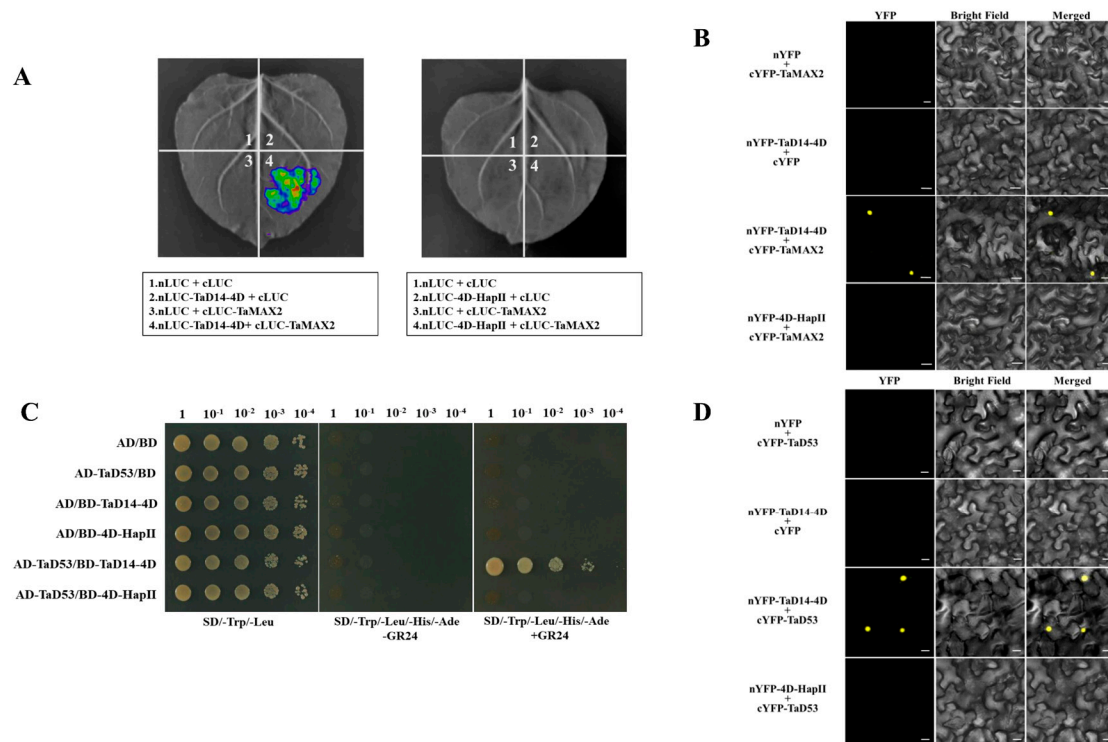 A
1 2
3 4
1 2
3 4
1.nLUC + cLUC
2.nLUC-TaD14-4D + cLUC
3.nLUC + cLUC-TaMAX2
4.nLUC-TaD14-4D+ cLUC-TaMAX2
1.nLUC + cLUC
2.nLUC-4D-HapII + cLUC
3.nLUC + cLUC-TaMAX2
4.nLUC-4D-HapII + cLUC-TaMAX2
B
YFP Bright Field Merged
nYFP
+
cYFP-TaMAX2
nYFP-TaD14-4D
+
cYFP
nYFP-TaD14-4D
+
cYFP-TaMAX2
nYFP-4D-HapII
+
cYFP-TaMAX2
C
1 10-1 10-2 10-3 10-4 1 10-1 10-2 10-3 10-4 1 10-1 10-2 10-3 10-4
AD/BD
AD-TaD53/BD
AD/BD-TaD14-4D
AD/BD-4D-HapII
AD-TaD53/BD-TaD14-4D
AD-TaD53/BD-4D-HapII
SD/-Trp/-Leu
SD/-Trp/-Leu/-His/-Ade
-GR24
SD/-Trp/-Leu/-His/-Ade
+GR24
D
YFP Bright Field Merged
nYFP
+
cYFP-TaD53
nYFP-TaD14-4D
+
cYFP
nYFP-TaD14-4D
+
cYFP-TaD53
nYFP-4D-HapII
+
cYFP-TaD53